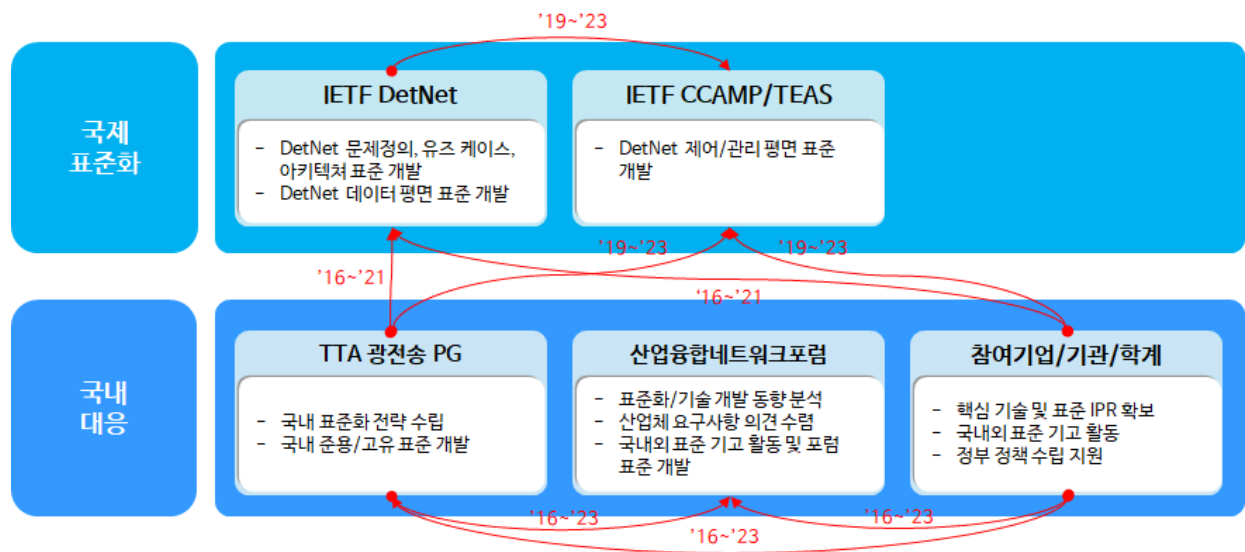 ’19~’23
국제
표준화
IETF DetNet
- DetNet 문제정의, 유즈 케이스,
아키텍쳐 표준 개발
- DetNet 데이터 평면 표준 개발
IETF CCAMP/TEAS
- DetNet 제어/관리 평면 표준
개발
’19~’23
’19~’23
’16~’21
‘16~’21
국내
대응
TTA 광전송 PG
- 국내 표준화 전략 수립
- 국내 준용/고유 표준 개발
산업융합네트워크포럼
- 표준화/기술 개발 동향 분석
- 산업체 요구사항 의견 수렴
- 국내외 표준 기고 활동 및 포럼
표준 개발
참여기업/기관/학계
- 핵심 기술 및 표준 IPR 확보
- 국내외 표준 기고 활동
- 정부 정책 수립 지원
’16~’23
’16~’23
’16~’23